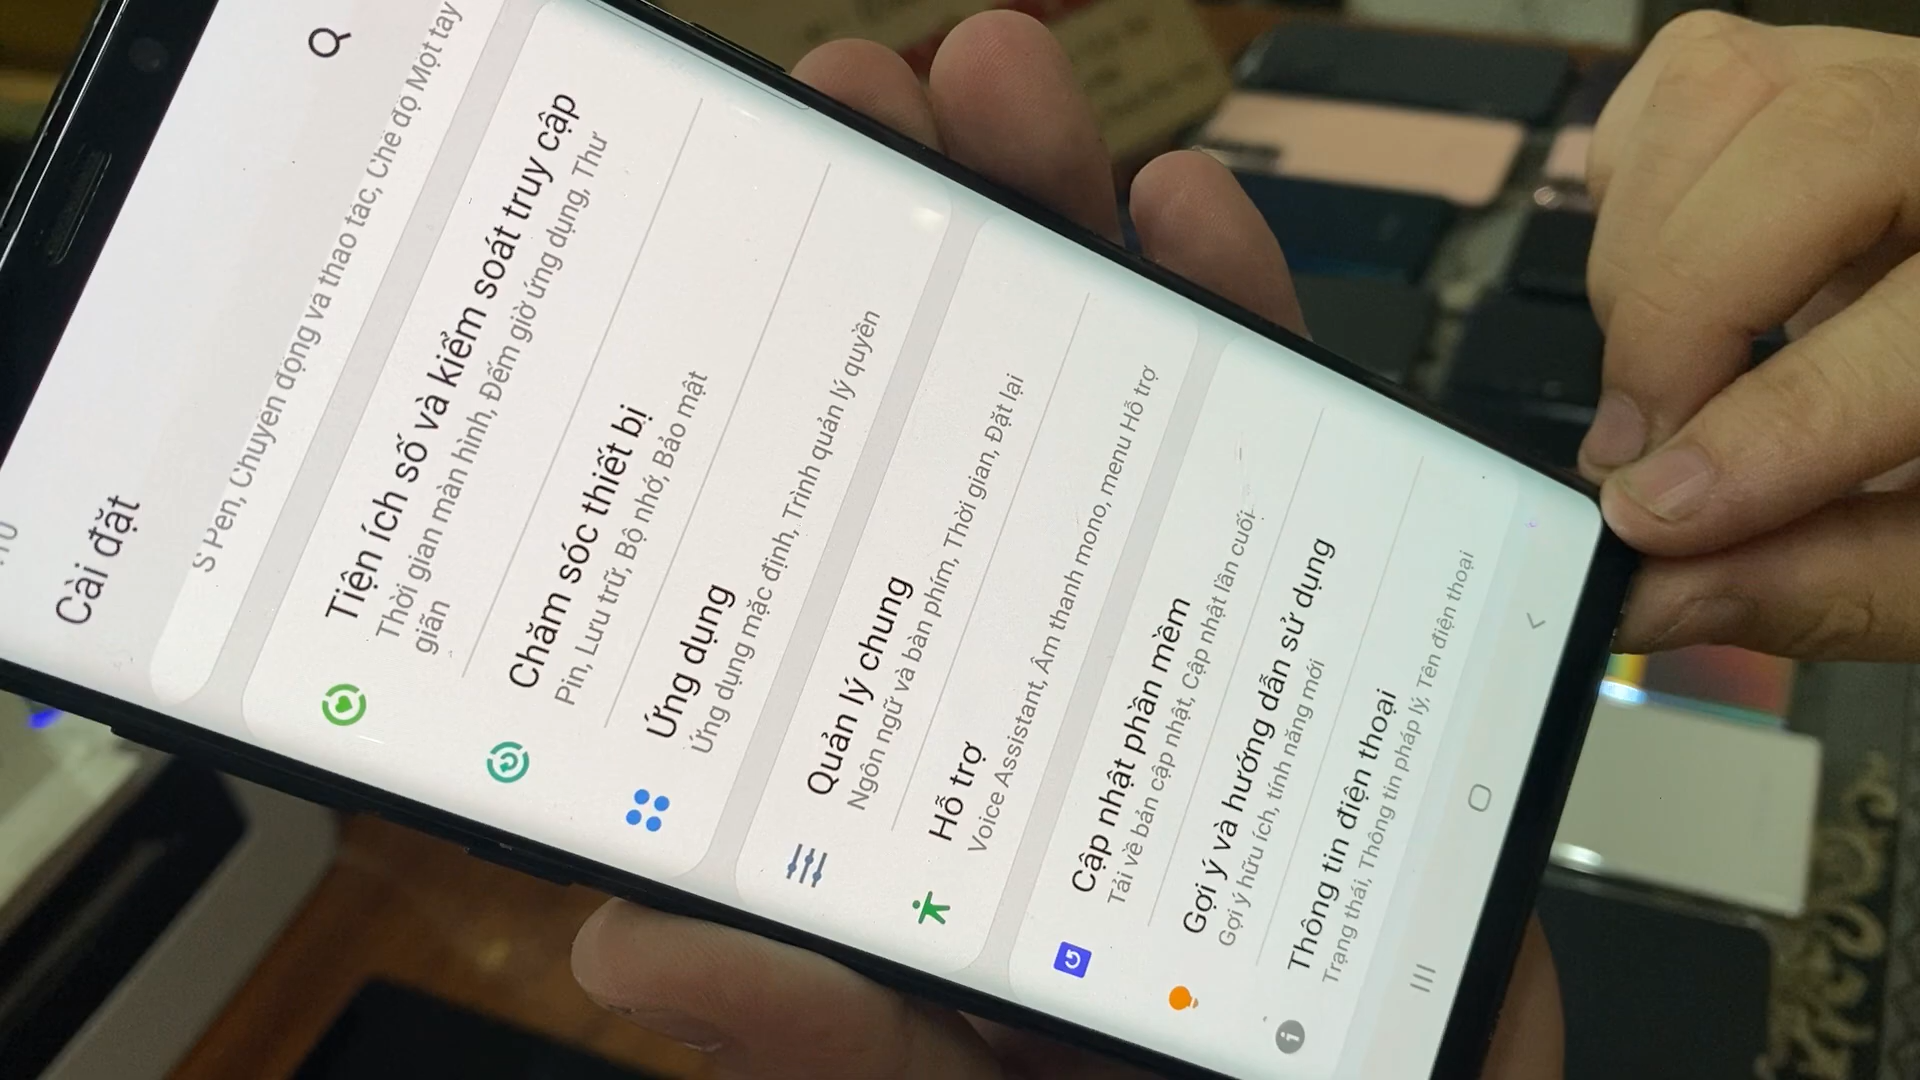 Cài đặt
S Pen, Chuyển động và thao tác, Chế độ Một tay
Tiện ích số và kiểm soát truy cập
Thời gian màn hình, Đếm giờ ứng dụng, Thư
giãn
Chăm sóc thiết bị
Pin, Lưu trữ, Bộ nhớ, Bảo mật
Ứng dụng
Ứng dụng mặc định, Trình quản lý quyền
Quản lý chung
Ngôn ngữ và bàn phím, Thời gian, Đặt lại
Hỗ trợ
Voice Assistant, Âm thanh mono, menu Hỗ trợ
Cập nhật phần mềm
Tải về bản cập nhật, Cập nhật lần cuối
Gợi ý và hướng dẫn sử dụng
Gợi ý hữu ích, tính năng mới
Thông tin điện thoại
Trạng thái, Thông tin pháp lý, Tên điện thoại